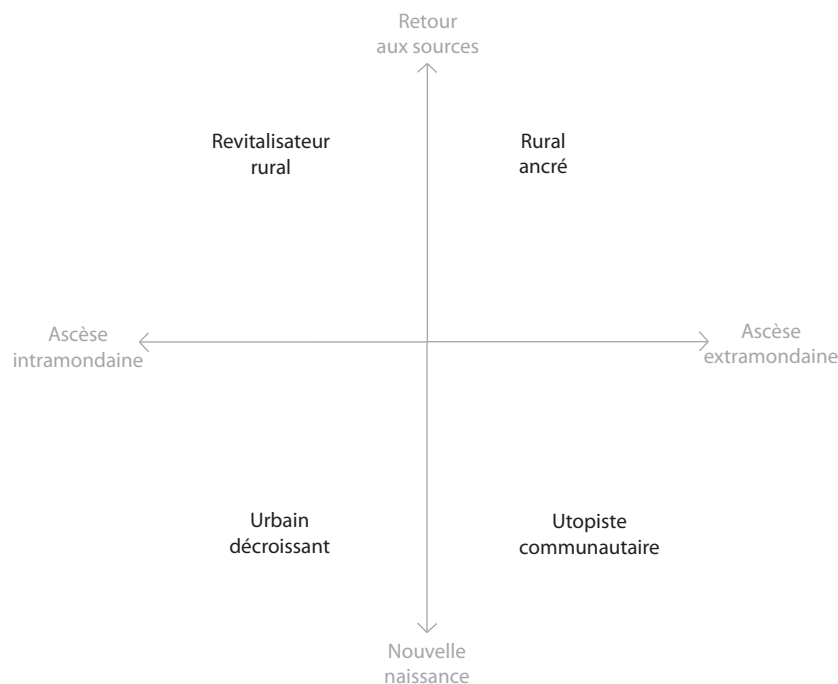 Retour
aux sources
Revitalisateur
rural
Rural
ancré
Ascèse
intramondaine
Ascèse
extramondaine
Urbain
décroissant
Utopiste
communautaire
Nouvelle
naissance